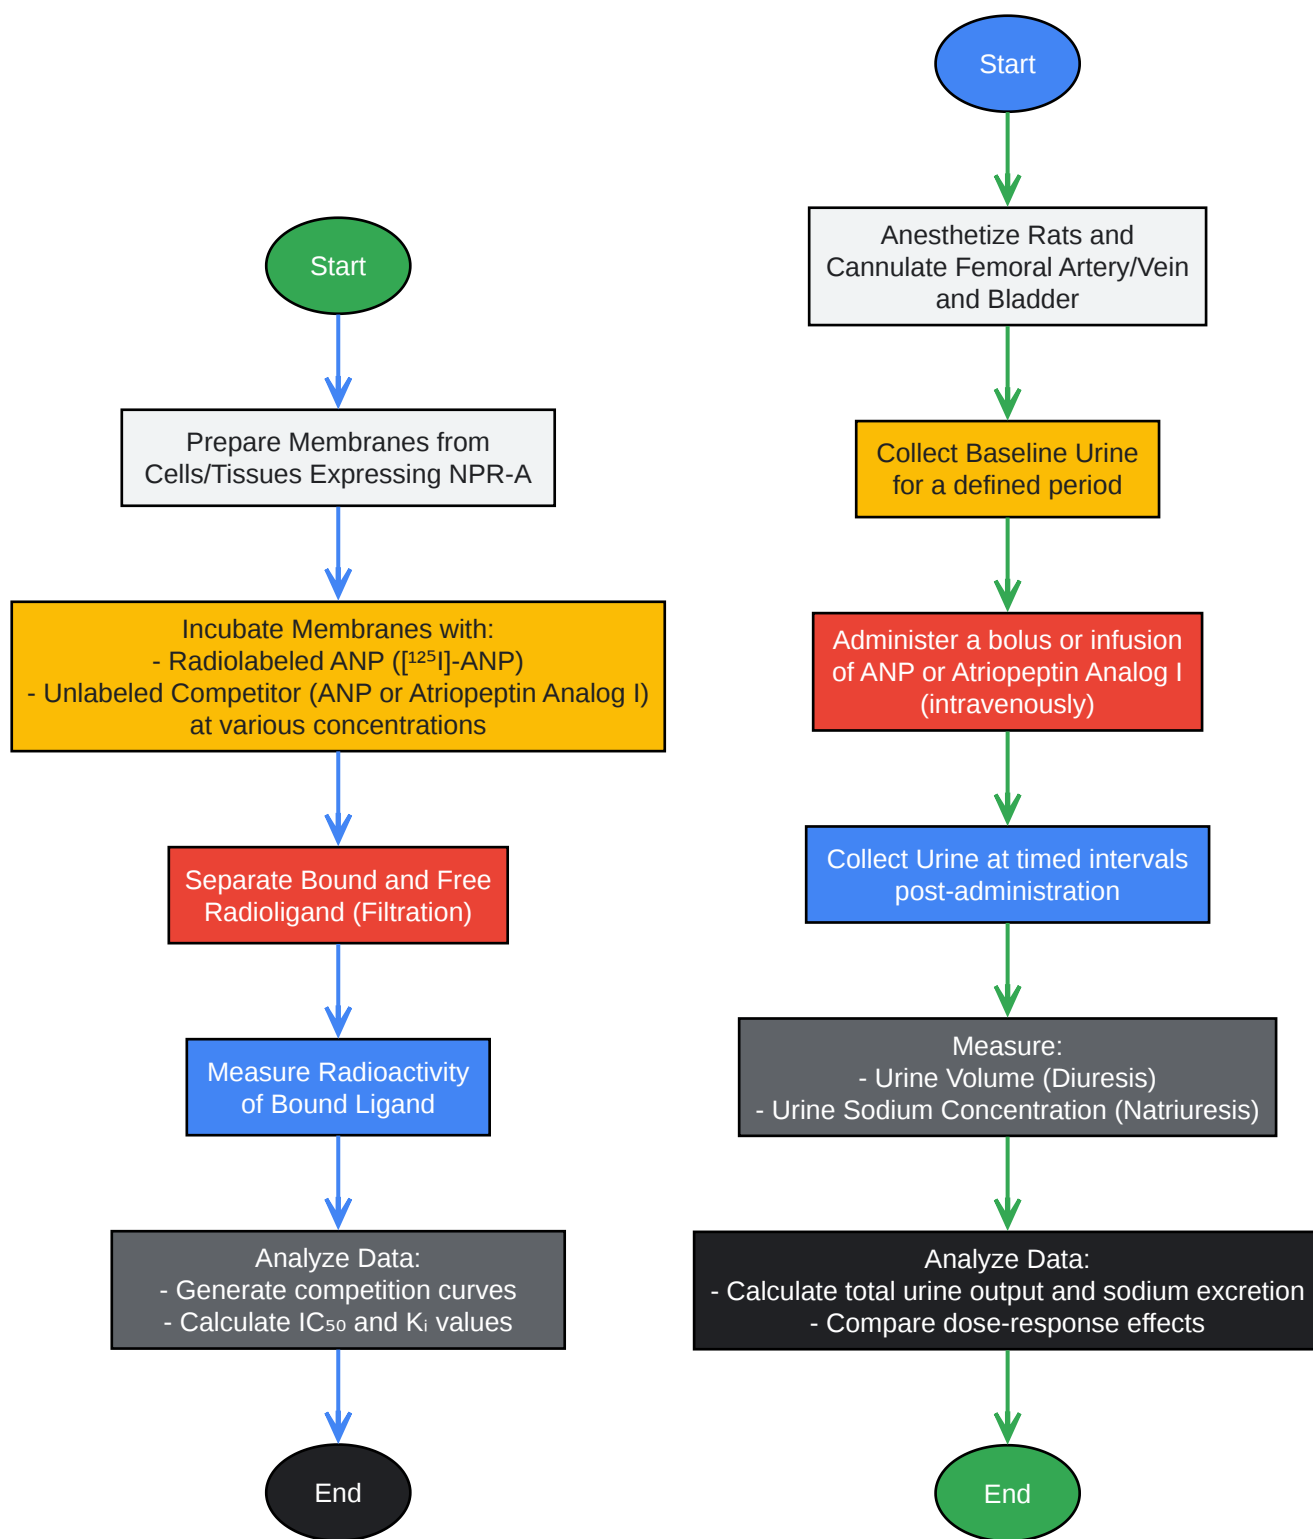 Start
Prepare Membranes from
Cells/Tissues Expressing NPR-A
Incubate Membranes with:
- Radiolabeled ANP ([¹²⁵I]-ANP)
- Unlabeled Competitor (ANP or Atriopeptin Analog I)
at various concentrations
Separate Bound and Free
Radioligand (Filtration)
Measure Radioactivity
of Bound Ligand
Analyze Data:
- Generate competition curves
- Calculate IC₅₀ and Kᵢ values
End
Start
Anesthetize Rats and
Cannulate Femoral Artery/Vein
and Bladder
Collect Baseline Urine
for a defined period
Administer a bolus or infusion
of ANP or Atriopeptin Analog I
(intravenously)
Collect Urine at timed intervals
post-administration
Measure:
- Urine Volume (Diuresis)
- Urine Sodium Concentration (Natriuresis)
Analyze Data:
- Calculate total urine output and sodium excretion
- Compare dose-response effects
End